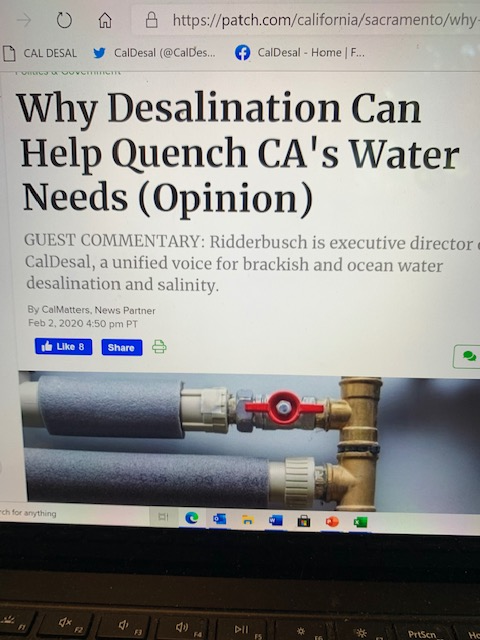 https://patch.com/california/sacramento/why-
CAL DESAL
CalDesal (@CalDes...
CalDesal - Home | F...
Politics & Government
Why Desalination Can
Help Quench CA's Water
Needs (Opinion)
GUEST COMMENTARY: Ridderbusch is executive director
CalDesal, a unified voice for brackish and ocean water
desalination and salinity.
By CalMatters, News Partner
Feb 2, 2020 4:50 pm PT
Like 8
Share
rch for anything
F1
F2
F3
F4
F5
F6
F7
PrtScn